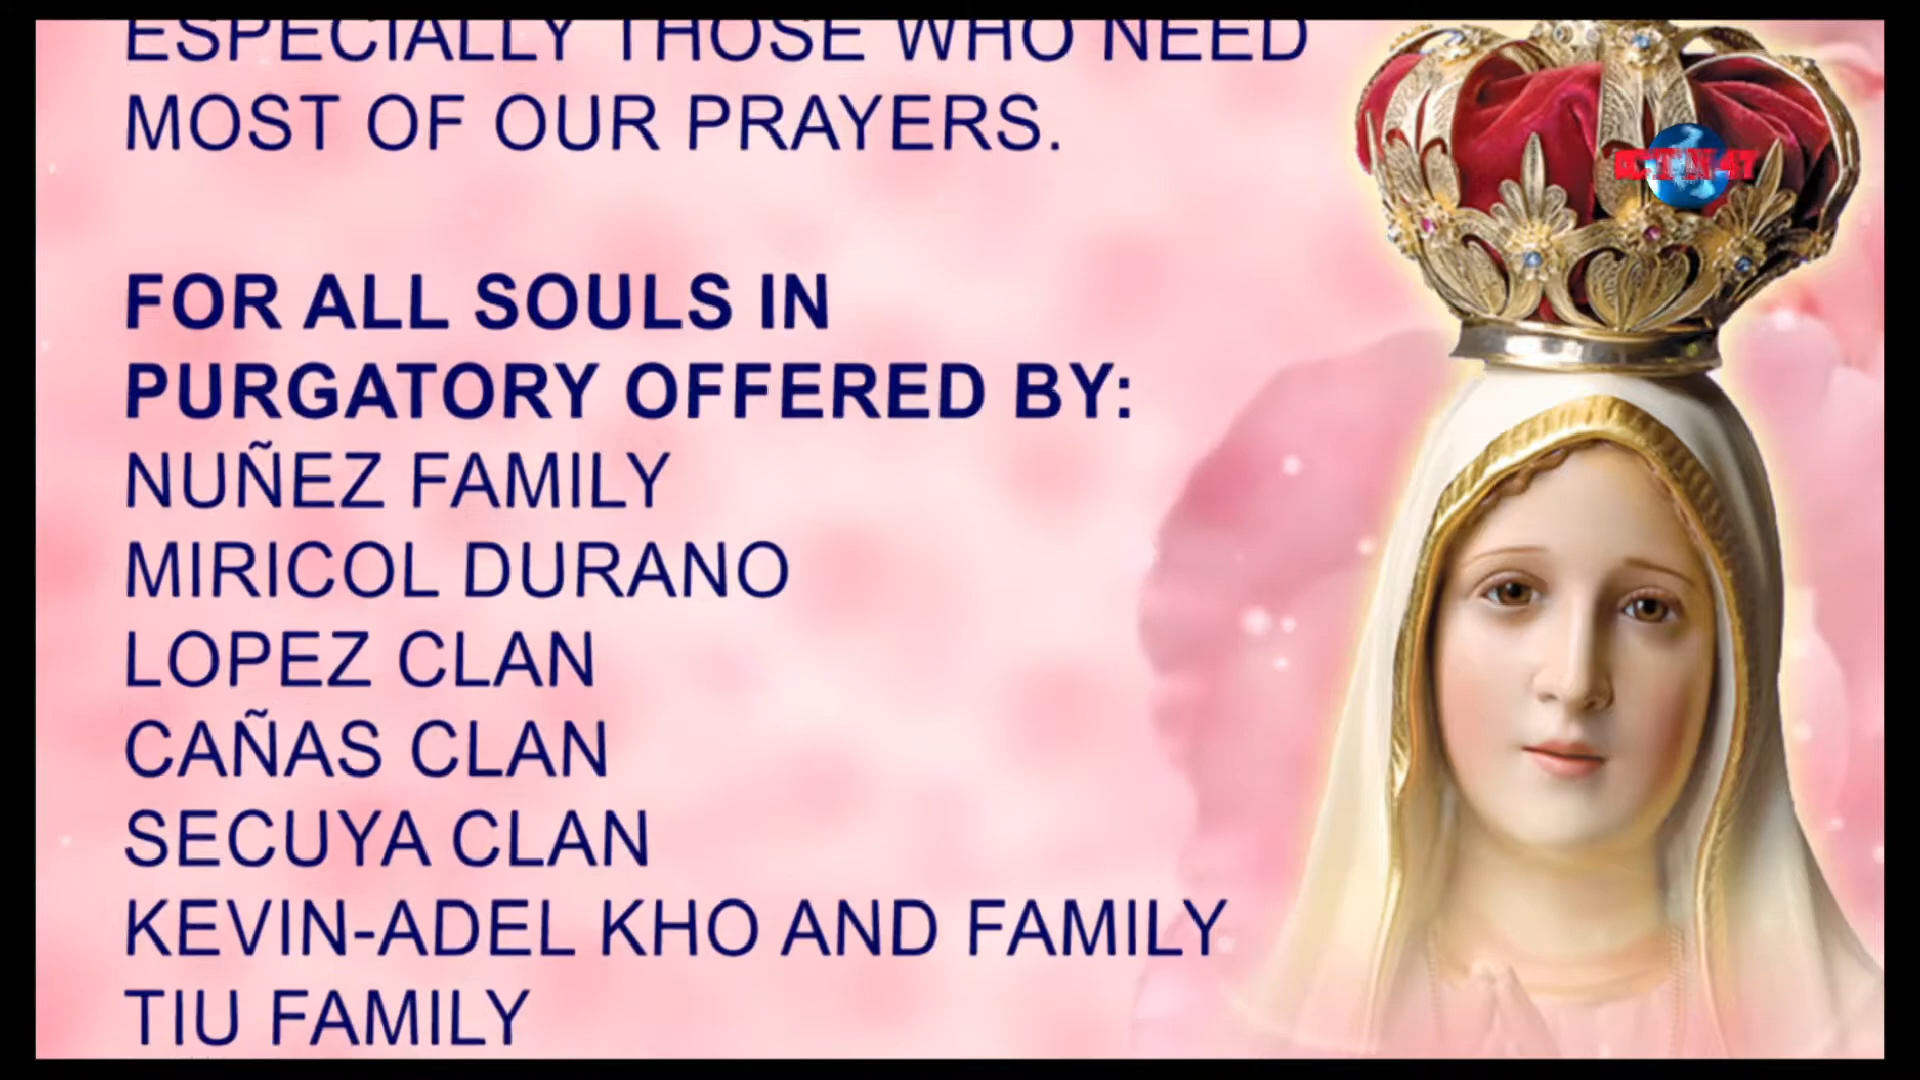 ESPECIALLY THOSE WHO NEED
MOST OF OUR PRAYERS.
FOR ALL SOULS IN
PURGATORY OFFERED BY:
NUÑEZ FAMILY
MIRICOL DURANO
LOPEZ CLAN
CAÑAS CLAN
SECUYA CLAN
KEVIN-ADEL KHO AND FAMILY
TIU FAMILY